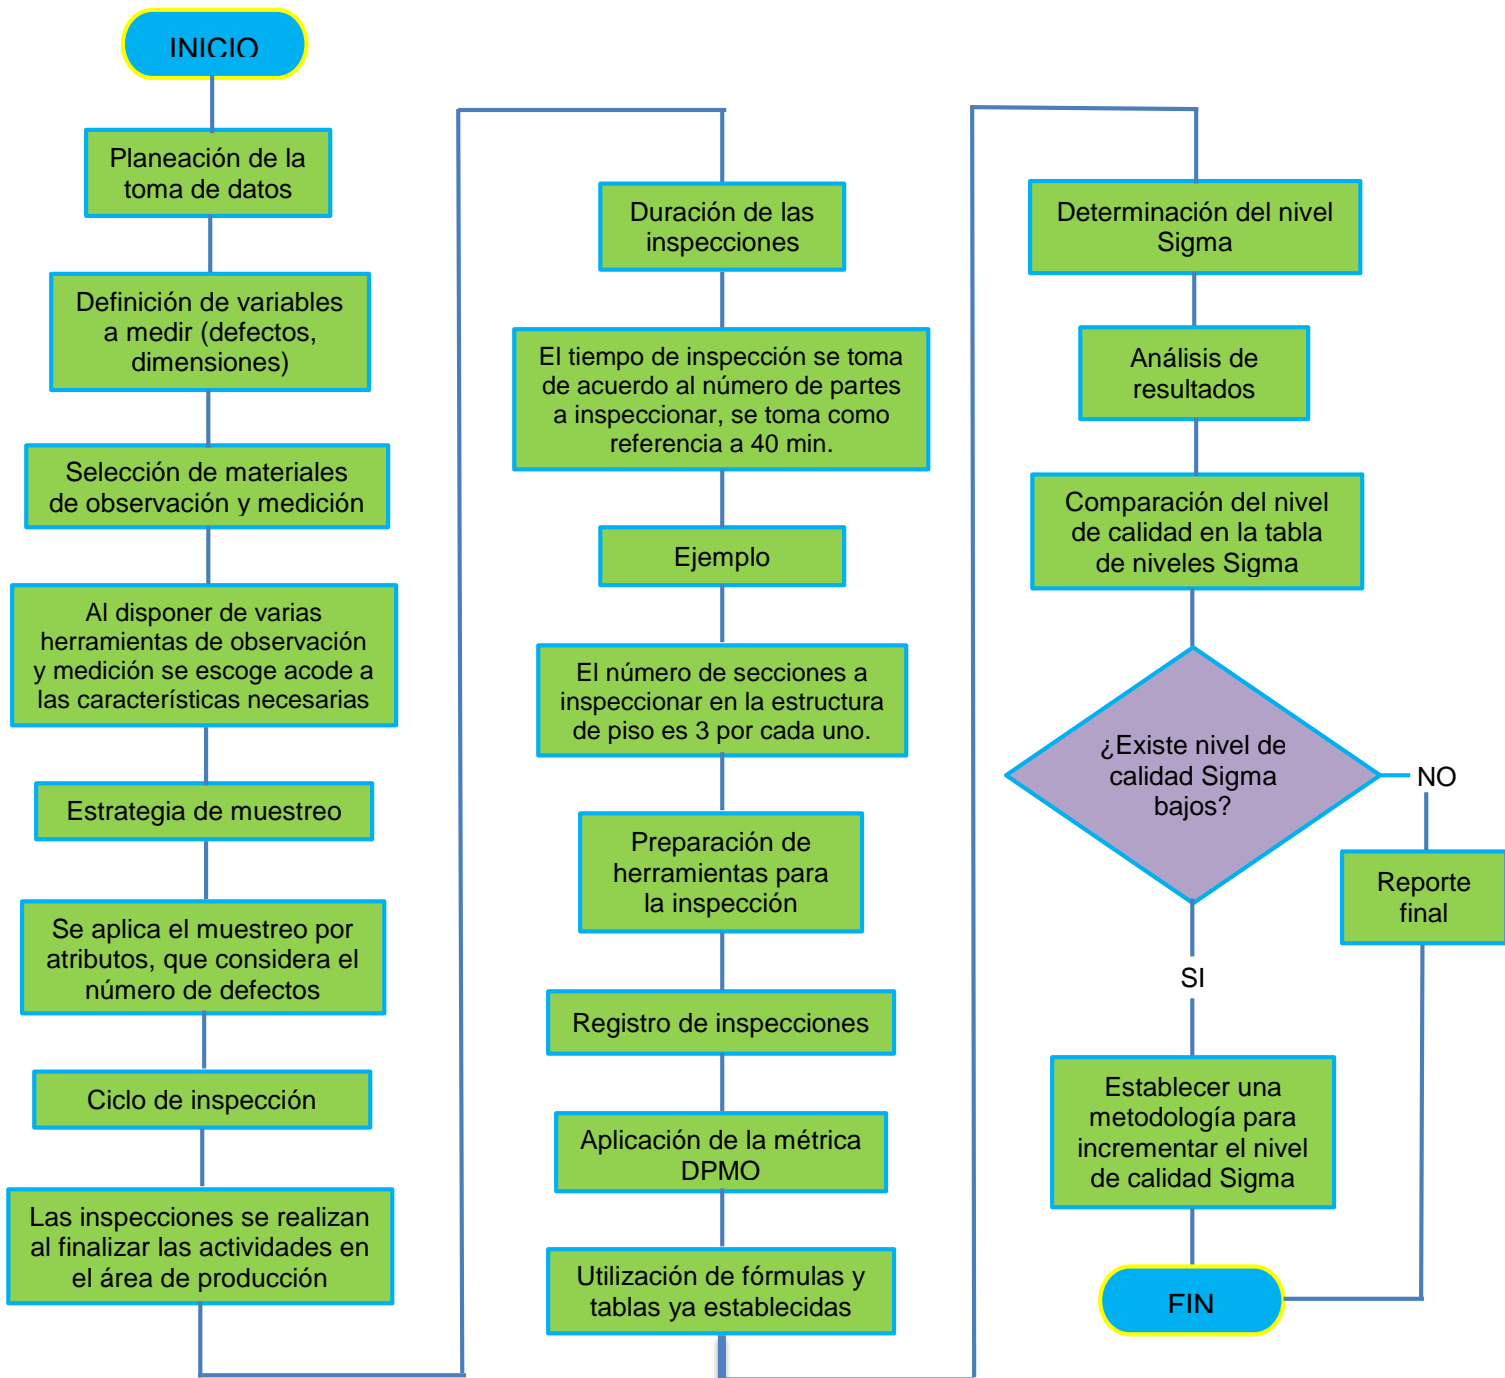 INICIO
Planeación de la
toma de datos
Definición de variables
a medir (defectos,
dimensiones)
Selección de materiales
de observación y medición
Al disponer de varias
herramientas de observación
y medición se escoge acode a
las características necesarias
Estrategia de muestreo
Se aplica el muestreo por
atributos, que considera el
número de defectos
Ciclo de inspección
Las inspecciones se realizan
al finalizar las actividades en
el área de producción
Duración de las
inspecciones
El tiempo de inspección se toma
de acuerdo al número de partes
a inspeccionar, se toma como
referencia a 40 min.
Ejemplo
El número de secciones a
inspeccionar en la estructura
de piso es 3 por cada uno.
Preparación de
herramientas para
la inspección
Registro de inspecciones
Aplicación de la métrica
DPMO
Utilización de fórmulas y
tablas ya establecidas
Determinación del nivel
Sigma
Análisis de
resultados
Comparación del nivel
de calidad en la tabla
de niveles Sigma
¿Existe nivel de
calidad Sigma
bajos?
NO
Reporte
final
SI
Establecer una
metodología para
incrementar el nivel
de calidad Sigma
FIN